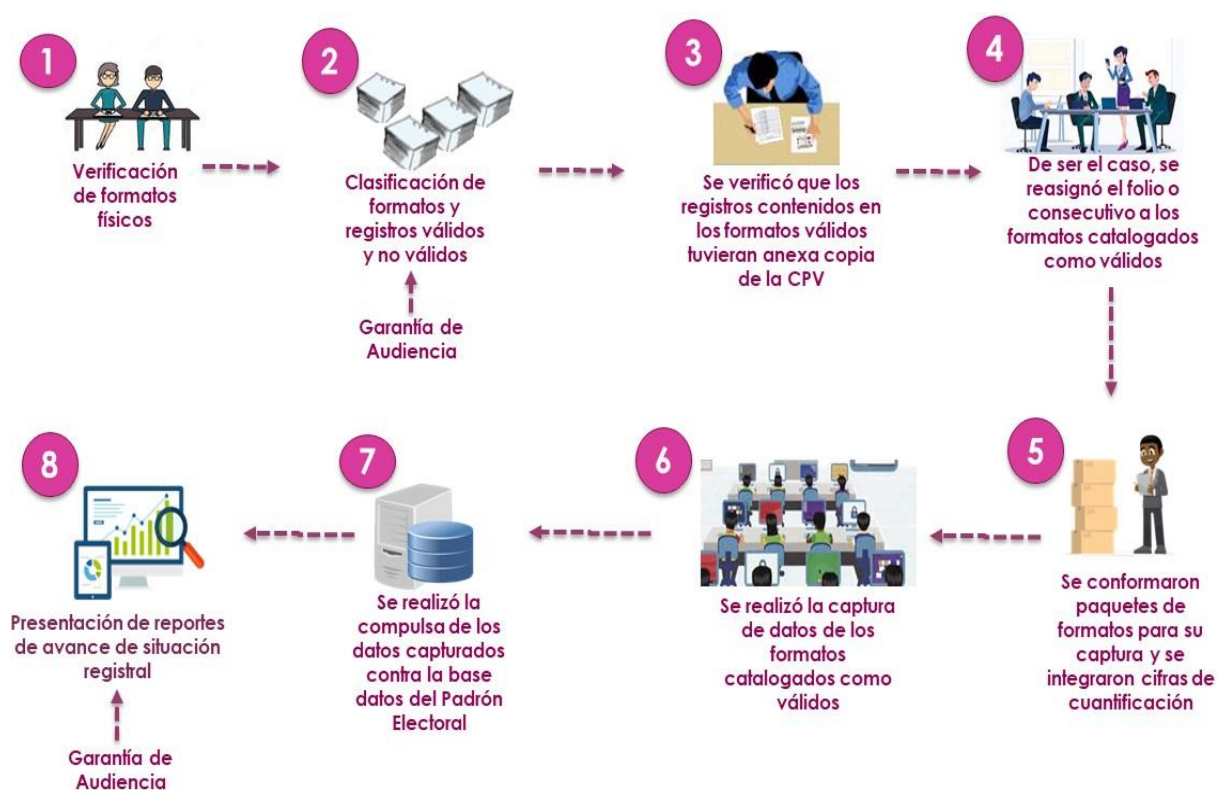 1
Verificación
de formatos
físicos
2
Clasificación de
formatos y
registros válidos
y no válidos
Garantía de
Audiencia
3
Se verificó que los
registros contenidos en
los formatos válidos
tuvieran anexa copia
de la CPV
4
De ser el caso, se
reasignó el folio o
consecutivo a los
formatos catalogados
como válidos
5
Se conformaron
paquetes de
formatos para su
captura y se
integraron cifras de
cuantificación
6
Se realizó la captura
de datos de los
formatos
catalogados como
válidos
7
Se realizó la
compulsa de los
datos capturados
contra la base
datos del Padrón
Electoral
8
Presentación de reportes
de avance de situación
registral
Garantía de
Audiencia